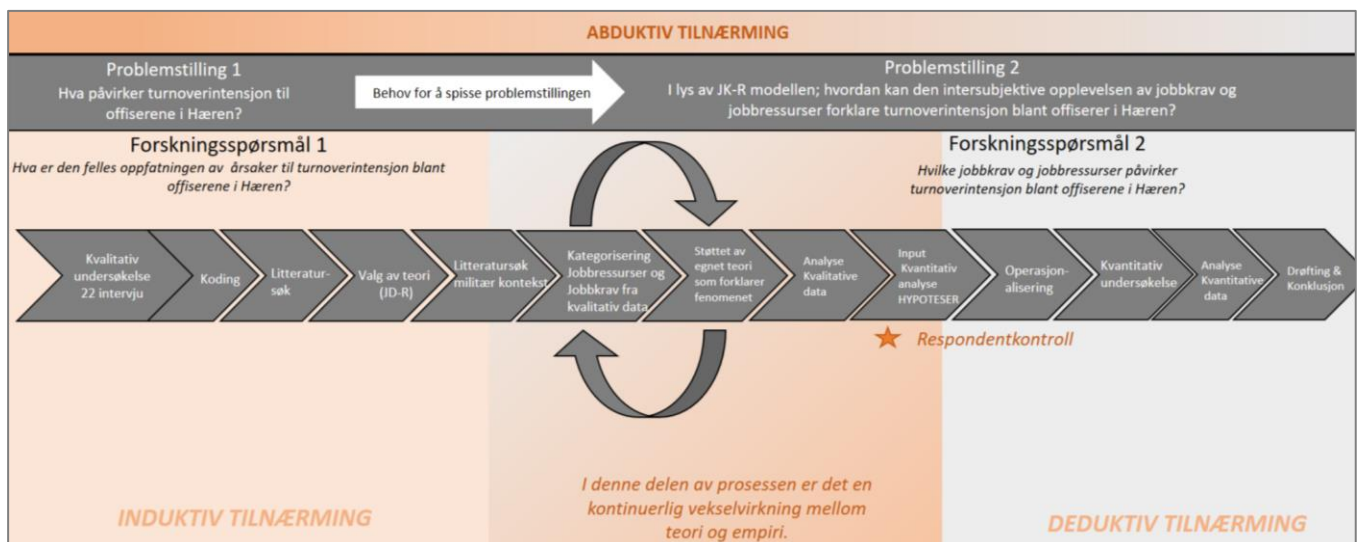 ABDUKTIV TILNÆRMING
Problemstilling 1
Hva påvirker turnoverintensjon til
offiserene i Hæren?
Behov for å spisse problemstillingen
Problemstilling 2
I lys av JK-R modellen; hvordan kan den intersubjektive opplevelsen av jobbkrav og
jobbressurser forklare turnoverintensjon blant offiserer i Hæren?
Forskningsspørsmål 1
Hva er den felles oppfatningen av årsaker til turnoverintensjon blant
offiserene i Hæren?
Forskningsspørsmål 2
Hvilke jobbkrav og jobbressurser påvirker
turnoverintensjon blant offiserene i Hæren?
Kvalitativ
undersøkelse
22 intervju
Koding
Litteratur-
søk
Valg av teori
(JD-R)
Litteratursøk
militær kontekst
Kategorisering
Jobbressurser og
Jobbkrav fra
kvalitativ data
Støttet av
egnet teori
som forklarer
fenomenet
Analyse
Kvalitative
data
Input
Kvantitativ
analyse
HYPOTESER
Operasjon-
alisering
Kvantitativ
undersøkelse
Analyse
Kvantitative
data
Drøfting &
Konklusjon
Respondentkontroll
I denne delen av prosessen er det en
kontinuerlig vekselvirkning mellom
teori og empiri.
INDUKTIV TILNÆRMING
DEDUKTIV TILNÆRMING